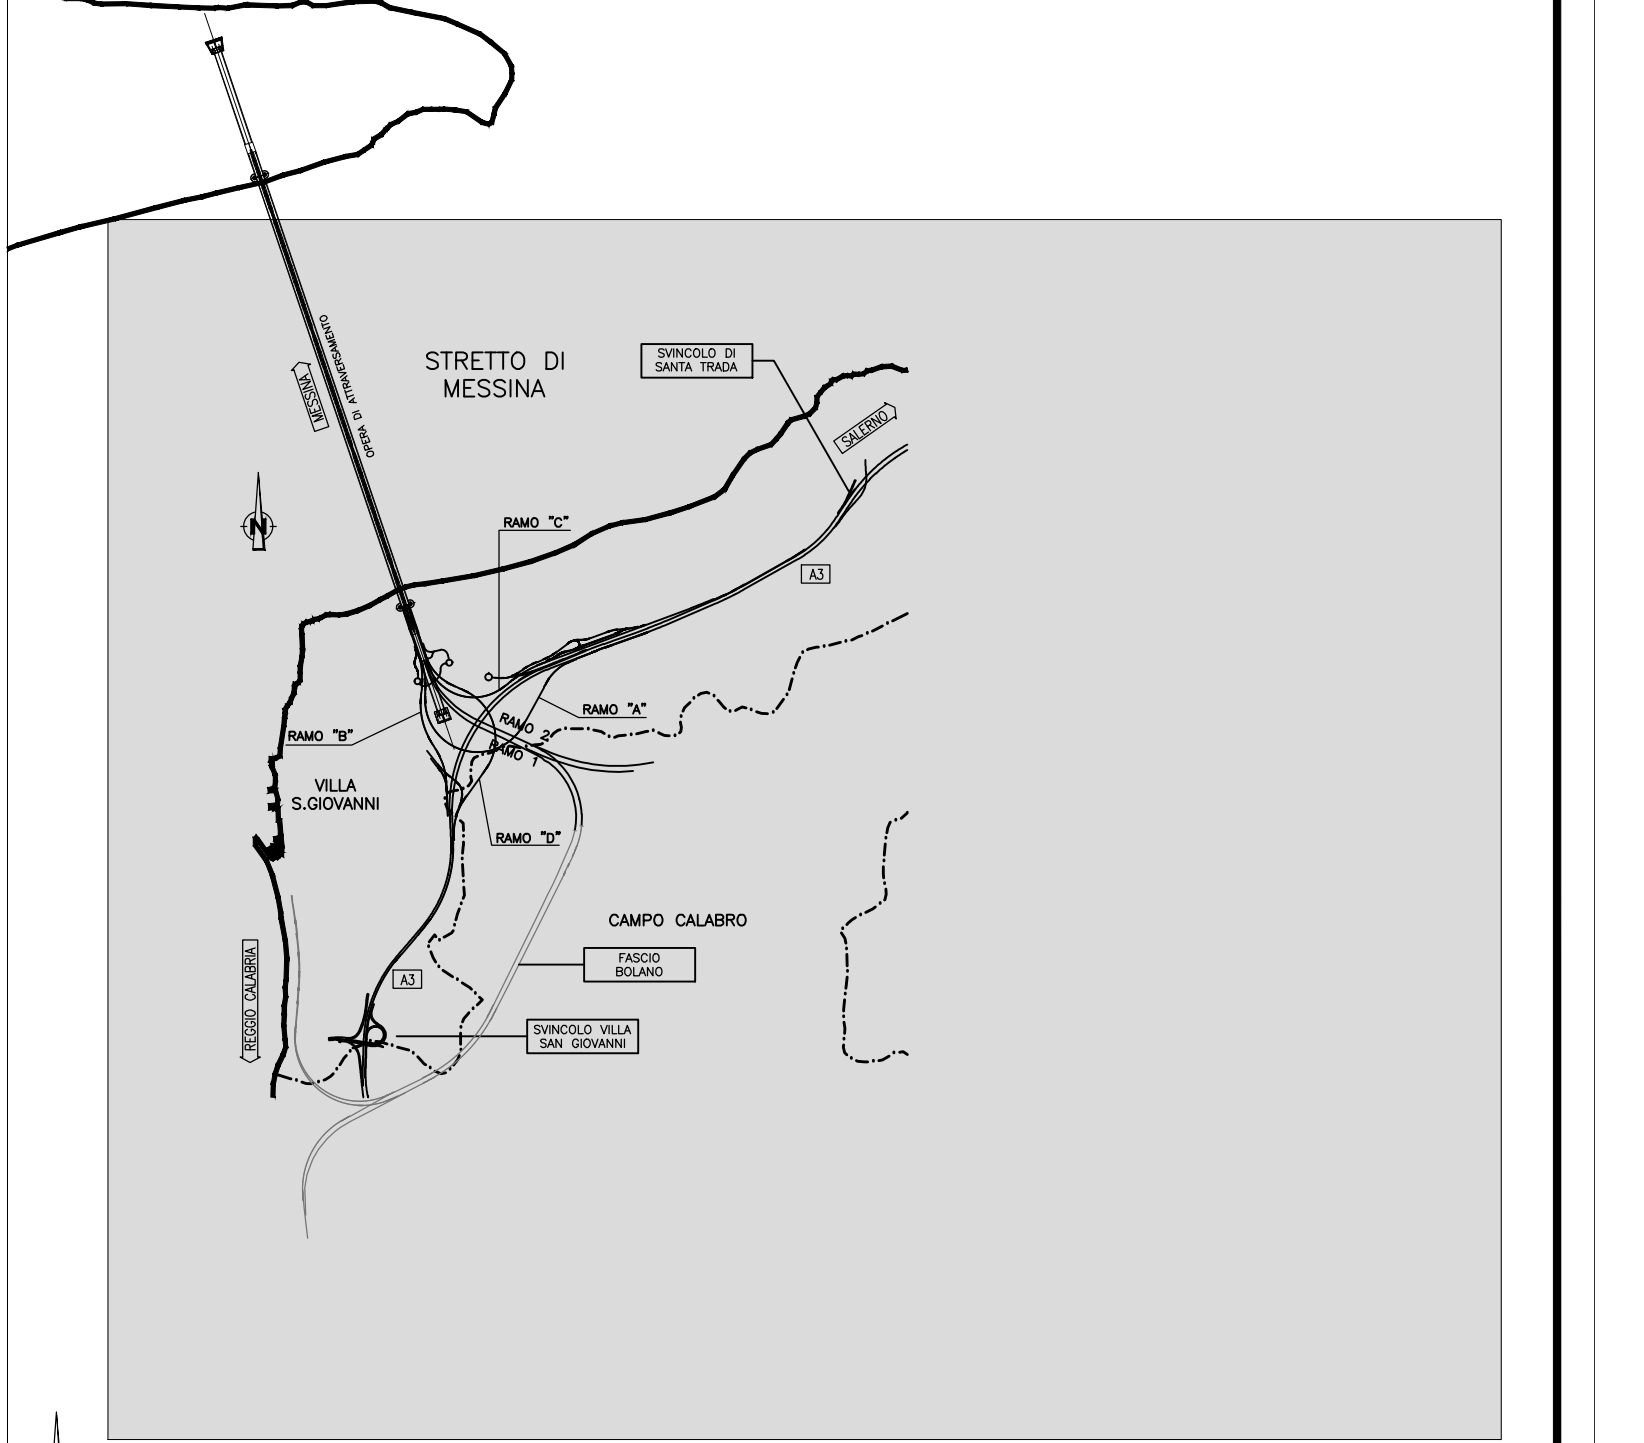 OPERA DI ATTRAVERSAMENTO
MESSINA
STRETTO DI
MESSINA
SVINCOLO DI
SANTA TRADA
SALERNO
N
RAMO "C"
A3
RAMO "A"
RAMO 2
RAMO "B"
RAMO 1
VILLA
S.GIOVANNI
RAMO "D"
CAMPO CALABRO
FASCIO
BOLANO
A3
REGGIO CALABRIA
SVINCOLO VILLA
SAN GIOVANNI